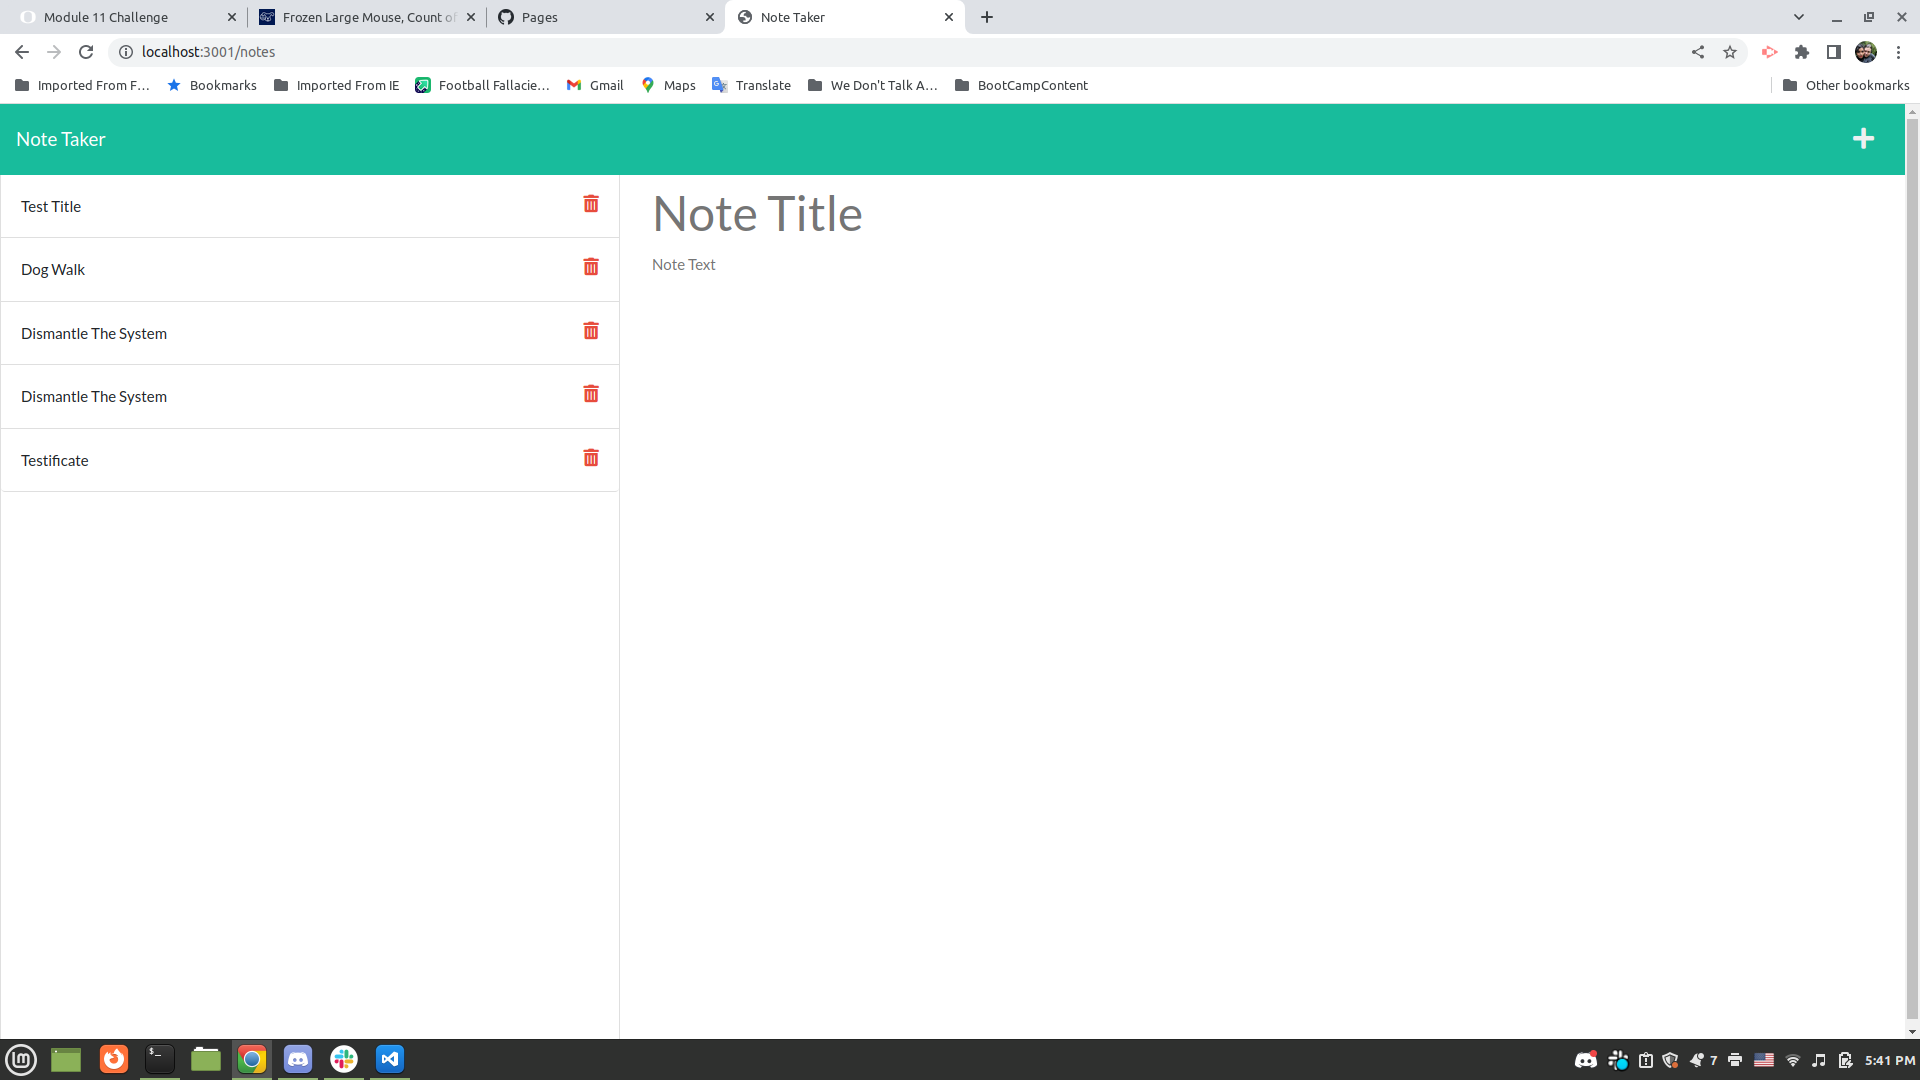 Module 11 Challenge
Frozen Large Mouse, Count of
Pages
Note Taker
localhost:3001/notes
Imported From F...
Bookmarks
Imported From IE
Football Fallacie...
Gmail
Maps
Translate
We Don't Talk A...
BootCampContent
Other bookmarks
Note Taker
Test Title
Dog Walk
Dismantle The System
Dismantle The System
Testificate
Note Title
Note Text
7
5:41 PM